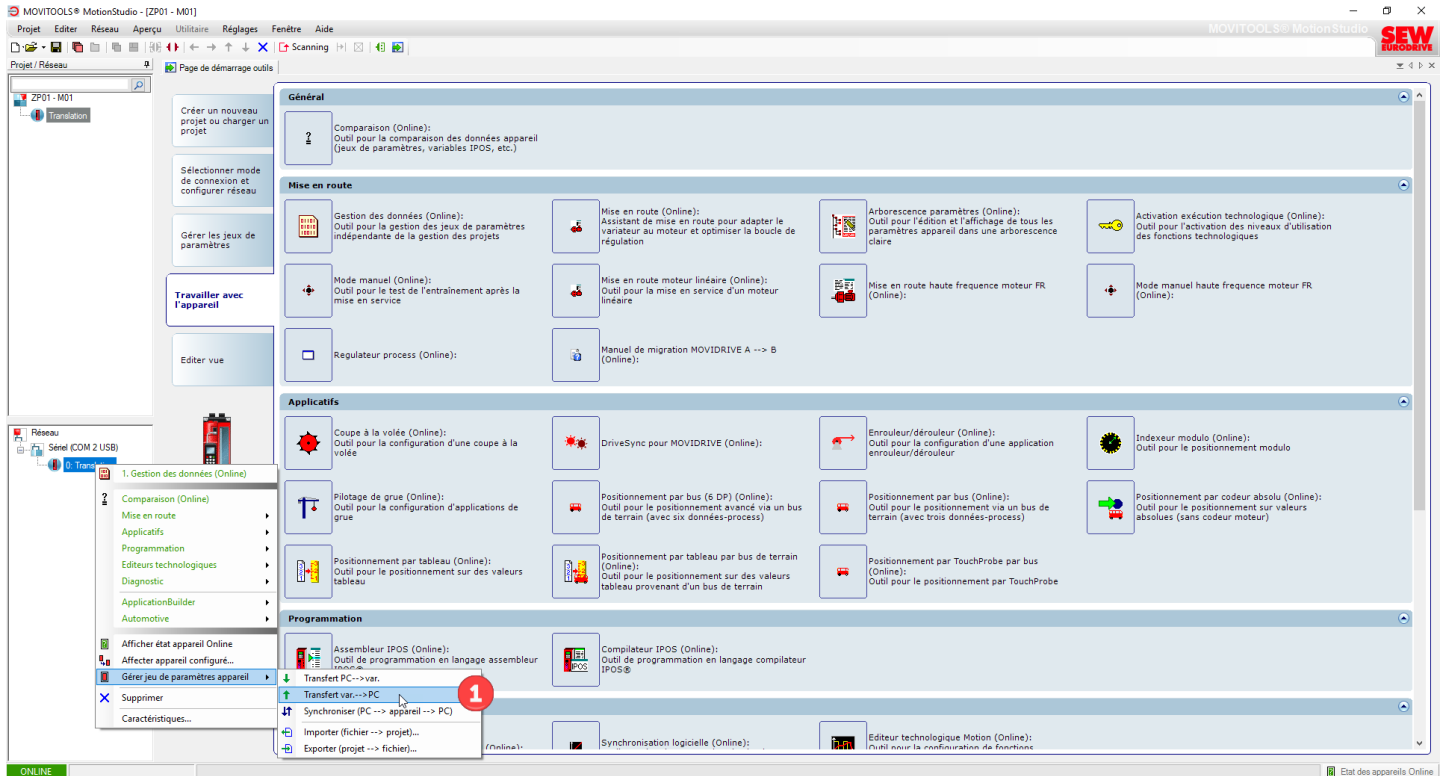 MOVITOOLS® MotionStudio - [ZP01 - M01]
Projet Editer Réseau Aperçu Utilitaire Réglages Fenêtre Aide
MOVITOOLS® MotionStudio
SEW
EURODRIVE
Scanning
Projet / Réseau
Page de démarrage outils
ZP01 - M01
Translation
Créer un nouveau
projet ou charger un
projet
Sélectionner mode
de connexion et
configurer réseau
Gérer les jeux de
paramètres
Travailler avec
l'appareil
Editer vue
Général
Comparaison (Online):
Outil pour la comparaison des données appareil
(jeux de paramètres, variables IPOS, etc.)
Mise en route
Gestion des données (Online):
Outil pour la gestion des jeux de paramètres
indépendante de la gestion des projets
Mise en route (Online):
Assistant de mise en route pour adapter le
variateur au moteur et optimiser la boucle de
régulation
Arborescence paramètres (Online):
Outil pour l'édition et l'affichage de tous les
paramètres appareil dans une arborescence
claire
Activation exécution technologique (Online):
Outil pour l'activation des niveaux d'utilisation
des fonctions technologiques
Mode manuel (Online):
Outil pour le test de l'entraînement après la
mise en service
Mise en route moteur linéaire (Online):
Outil pour la mise en service d'un moteur
linéaire
Mise en route haute frequence moteur FR
(Online):
Mode manuel haute frequence moteur FR
(Online):
Regulateur process (Online):
Manuel de migration MOVIDRIVE A --> B
(Online):
Applicatifs
Coupe à la volée (Online):
Outil pour la configuration d'une coupe à la
volée
DriveSync pour MOVIDRIVE (Online):
Enrouleur/dérouleur (Online):
Outil pour la configuration d'une application
enrouleur/dérouleur
Indexeur modulo (Online):
Outil pour le positionnement modulo
Pilotage de grue (Online):
Outil pour la configuration d'applications de
grue
Positionnement par bus (6 DP) (Online):
Outil pour le positionnement avancé via un bus
de terrain (avec six données-process)
Positionnement par bus (Online):
Outil pour le positionnement via un bus de
terrain (avec trois données-process)
Positionnement par codeur absolu (Online):
Outil pour le positionnement sur valeurs
absolues (sans codeur moteur)
Positionnement par tableau (Online):
Outil pour le positionnement sur des valeurs
tableau
Positionnement par tableau par bus de terrain
(Online):
Outil pour le positionnement sur des valeurs
tableau provenant d'un bus de terrain
Positionnement par TouchProbe par bus
(Online):
Outil pour le positionnement par TouchProbe
Programmation
Assembleur IPOS (Online):
Outil de programmation en langage assembleur
IPOS®
IPOS
Compilateur IPOS (Online):
Outil de programmation en langage compilateur
IPOS®
(Online):
Synchronisation logicielle (Online):
Editeur technologique Motion (Online):
Outil pour la configuration de fonctions
Réseau
Sériel (COM 2 USB)
0: Transl
1. Gestion des données (Online)
Comparaison (Online)
Mise en route
Applicatifs
Programmation
Editeurs technologiques
Diagnostic
ApplicationBuilder
Automotive
Afficher état appareil Online
Affecter appareil configuré...
Gérer jeu de paramètres appareil
Supprimer
Caractéristiques...
Transfert PC-->var.
Transfert var.-->PC
1
Synchroniser (PC --> appareil --> PC)
Importer (fichier --> projet)...
Exporter (projet --> fichier)...
ONLINE
Etat des appareils Online